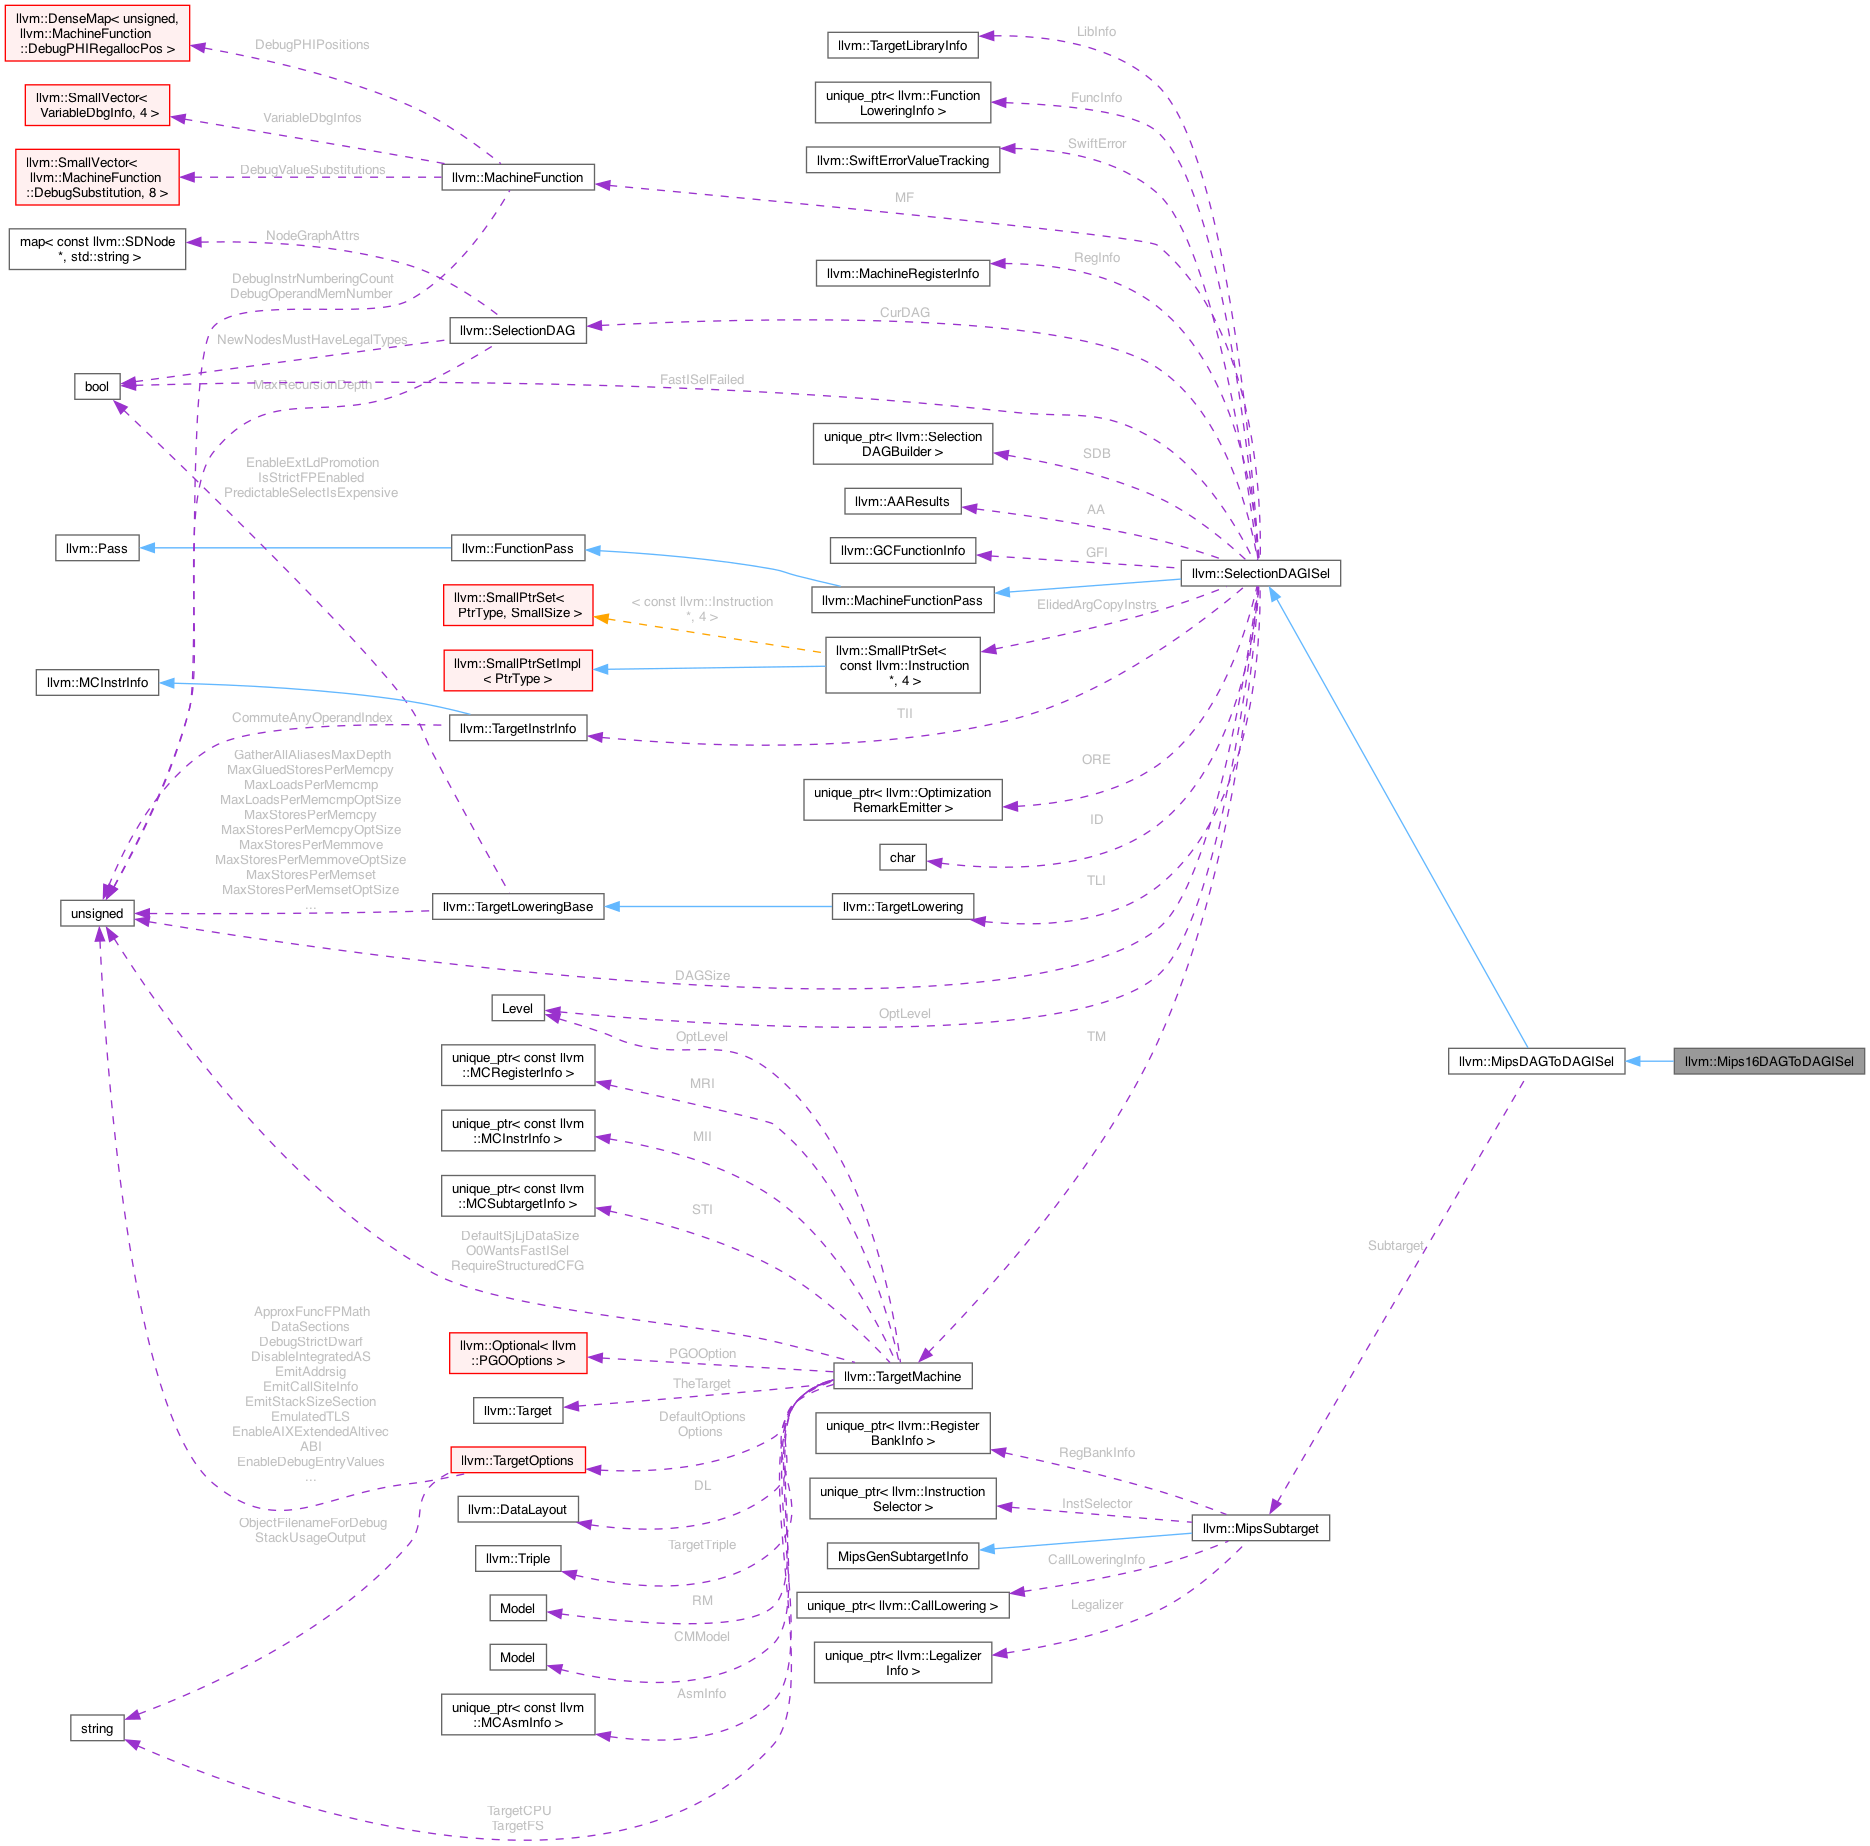 llvm::DenseMap< unsigned,
llvm::MachineFunction
::DebugPHIRegallocPos >
llvm::SmallVector<
VariableDbgInfo, 4 >
llvm::SmallVector<
llvm::MachineFunction
::DebugSubstitution, 8 >
map< const llvm::SDNode
*, std::string >
bool
llvm::Pass
llvm::MCInstrInfo
unsigned
string
DebugPHIPositions
VariableDbgInfos
DebugValueSubstitutions
NodeGraphAttrs
DebugInstrNumberingCount
DebugOperandMemNumber
NewNodesMustHaveLegalTypes
MaxRecursionDepth
EnableExtLdPromotion
IsStrictFPEnabled
PredictableSelectIsExpensive
CommuteAnyOperandIndex
GatherAllAliasesMaxDepth
MaxGluedStoresPerMemcpy
MaxLoadsPerMemcmp
MaxLoadsPerMemcmpOptSize
MaxStoresPerMemcpy
MaxStoresPerMemcpyOptSize
MaxStoresPerMemmove
MaxStoresPerMemmoveOptSize
MaxStoresPerMemset
MaxStoresPerMemsetOptSize
...
ApproxFuncFPMath
DataSections
DebugStrictDwarf
DisableIntegratedAS
EmitAddrsig
EmitCallSiteInfo
EmitStackSizeSection
EmulatedTLS
EnableAIXExtendedAltivec
ABI
EnableDebugEntryValues
...
ObjectFilenameForDebug
StackUsageOutput
llvm::MachineFunction
llvm::SelectionDAG
llvm::FunctionPass
llvm::SmallPtrSet<
PtrType, SmallSize >
llvm::SmallPtrSetImpl
< PtrType >
llvm::TargetInstrInfo
llvm::TargetLoweringBase
Level
unique_ptr< const llvm
::MCRegisterInfo >
unique_ptr< const llvm
::MCInstrInfo >
unique_ptr< const llvm
::MCSubtargetInfo >
DefaultSjLjDataSize
O0WantsFastISel
RequireStructuredCFG
llvm::Optional< llvm
::PGOOptions >
llvm::Target
llvm::TargetOptions
llvm::DataLayout
llvm::Triple
Model
Model
unique_ptr< const llvm
::MCAsmInfo >
TargetCPU
TargetFS
FastISelFailed
< const llvm::Instruction
*, 4 >
DAGSize
OptLevel
MRI
MII
STI
PGOOption
TheTarget
DefaultOptions
Options
DL
TargetTriple
RM
CMModel
AsmInfo
llvm::TargetLibraryInfo
unique_ptr< llvm::Function
LoweringInfo >
llvm::SwiftErrorValueTracking
MF
llvm::MachineRegisterInfo
CurDAG
unique_ptr< llvm::Selection
DAGBuilder >
llvm::AAResults
llvm::GCFunctionInfo
llvm::MachineFunctionPass
llvm::SmallPtrSet<
const llvm::Instruction
*, 4 >
TII
unique_ptr< llvm::Optimization
RemarkEmitter >
char
llvm::TargetLowering
OptLevel
llvm::TargetMachine
unique_ptr< llvm::Register
BankInfo >
unique_ptr< llvm::Instruction
Selector >
MipsGenSubtargetInfo
unique_ptr< llvm::CallLowering >
unique_ptr< llvm::Legalizer
Info >
LibInfo
FuncInfo
SwiftError
RegInfo
SDB
AA
GFI
ElidedArgCopyInstrs
ORE
ID
TLI
TM
RegBankInfo
InstSelector
CallLoweringInfo
Legalizer
llvm::SelectionDAGISel
llvm::MipsSubtarget
Subtarget
llvm::MipsDAGToDAGISel
llvm::Mips16DAGToDAGISel